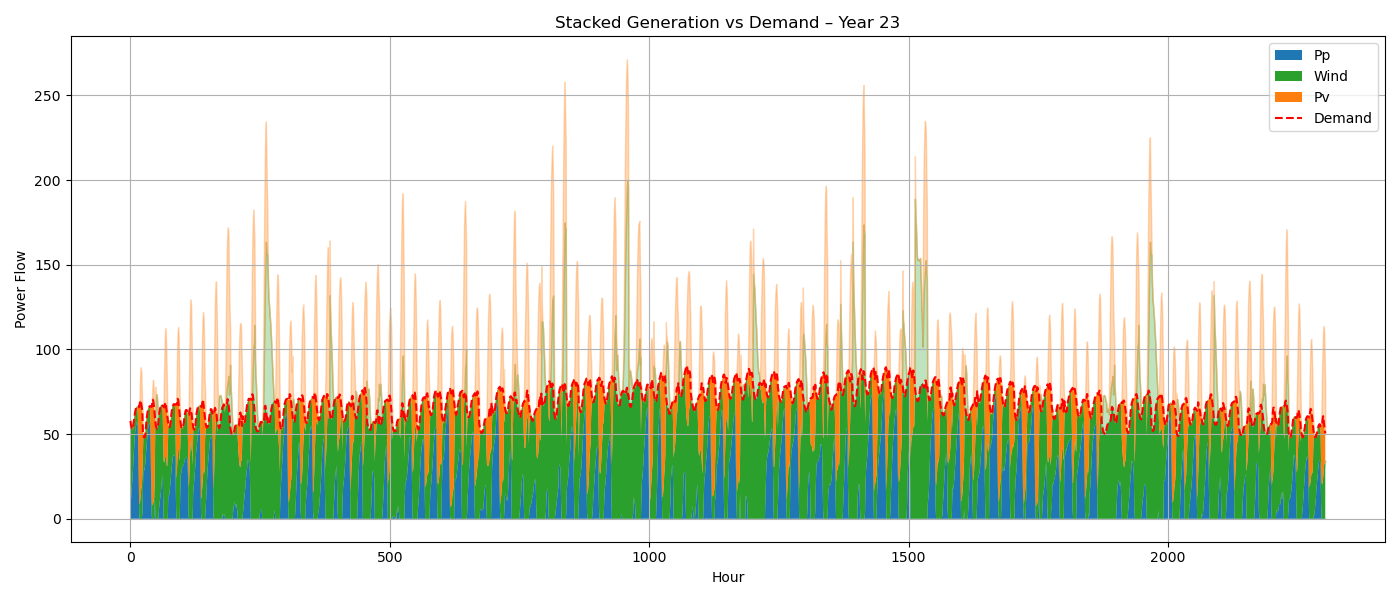 Stacked Generation vs Demand – Year 23
Pp
Wind
Pv
Demand
250
200
150
100
50
0
Power Flow
0 500 1000 1500 2000
Hour